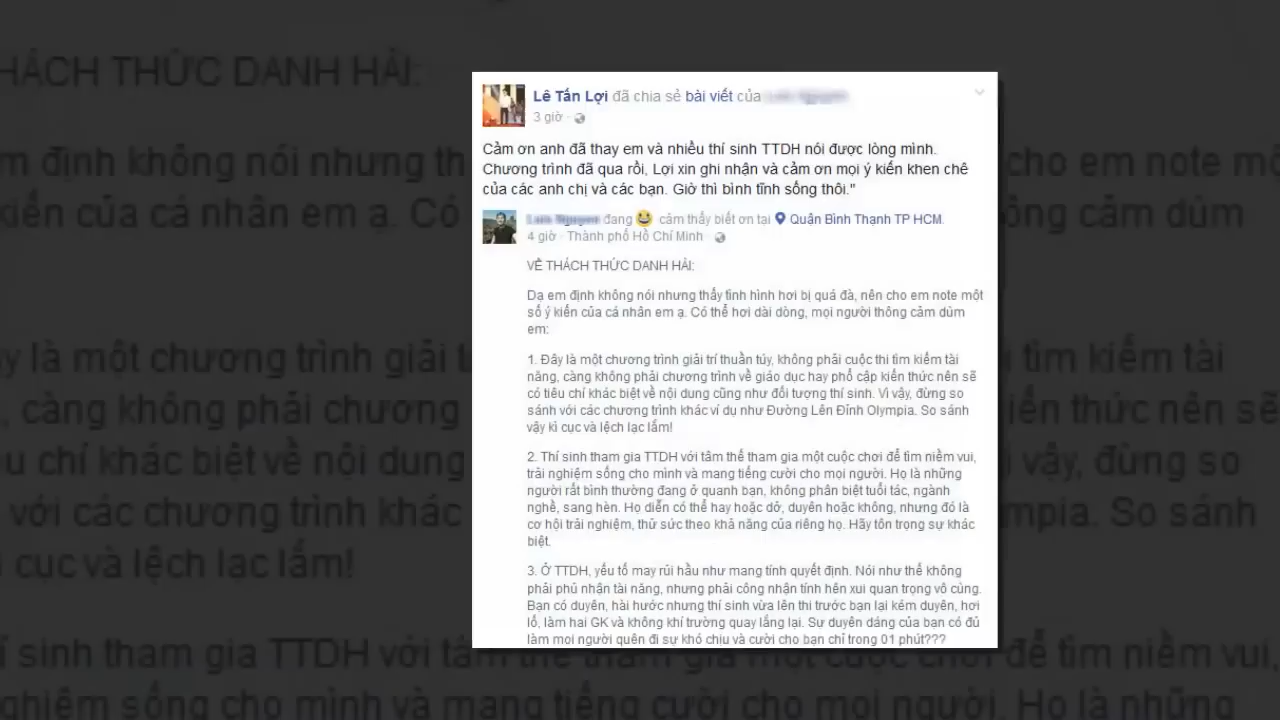 Lê Tấn Lợi đã chia sẻ bài viết của
3 giờ ·
Cảm ơn anh đã thay em và nhiều thí sinh TTDH nói được lòng mình.
Chương trình đã qua rồi, Lợi xin ghi nhận và cảm ơn mọi ý kiến khen chê
của các anh chị và các bạn. Giờ thì bình tĩnh sống thôi."
đang cảm thấy biết ơn tại Quận Bình Thạnh TP HCM.
4 giờ · Thành phố Hồ Chí Minh ·
VỀ THÁCH THỨC DANH HÀI:
Dạ em định không nói nhưng thấy tình hình hơi bị quá đà, nên cho em note một
số ý kiến của cá nhân em ạ. Có thể hơi dài dòng, mọi người thông cảm dùm
em:
1. Đây là một chương trình giải trí thuần túy, không phải cuộc thi tìm kiếm tài
năng, càng không phải chương trình về giáo dục hay phổ cập kiến thức nên sẽ
có tiêu chí khác biệt về nội dung cũng như đối tượng thí sinh. Vì vậy, đừng so
sánh với các chương trình khác ví dụ như Đường Lên Đỉnh Olympia. So sánh
vậy kì cục và lệch lạc lắm!
2. Thí sinh tham gia TTDH với tâm thế tham gia một cuộc chơi để tìm niềm vui,
trải nghiệm sống cho mình và mang tiếng cười cho mọi người. Họ là những
người rất bình thường đang ở quanh bạn, không phân biệt tuổi tác, ngành
nghề, sang hèn. Họ diễn có thể hay hoặc dở, duyên hoặc không, nhưng đó là
cơ hội trải nghiệm, thử sức theo khả năng của riêng họ. Hãy tôn trọng sự khác
biệt.
3. Ở TTDH, yếu tố may rủi hầu như mang tính quyết định. Nói như thế không
phải phủ nhận tài năng, nhưng phải công nhận tính hên xui quan trọng vô cùng.
Bạn có duyên, hài hước nhưng thí sinh vừa lên thi trước bạn lại kém duyên, hơi
lố, làm hai GK và không khí trường quay lắng lại. Sự duyên dáng của bạn có đủ
làm mọi người quên đi sự khó chịu và cười cho bạn chỉ trong 01 phút???